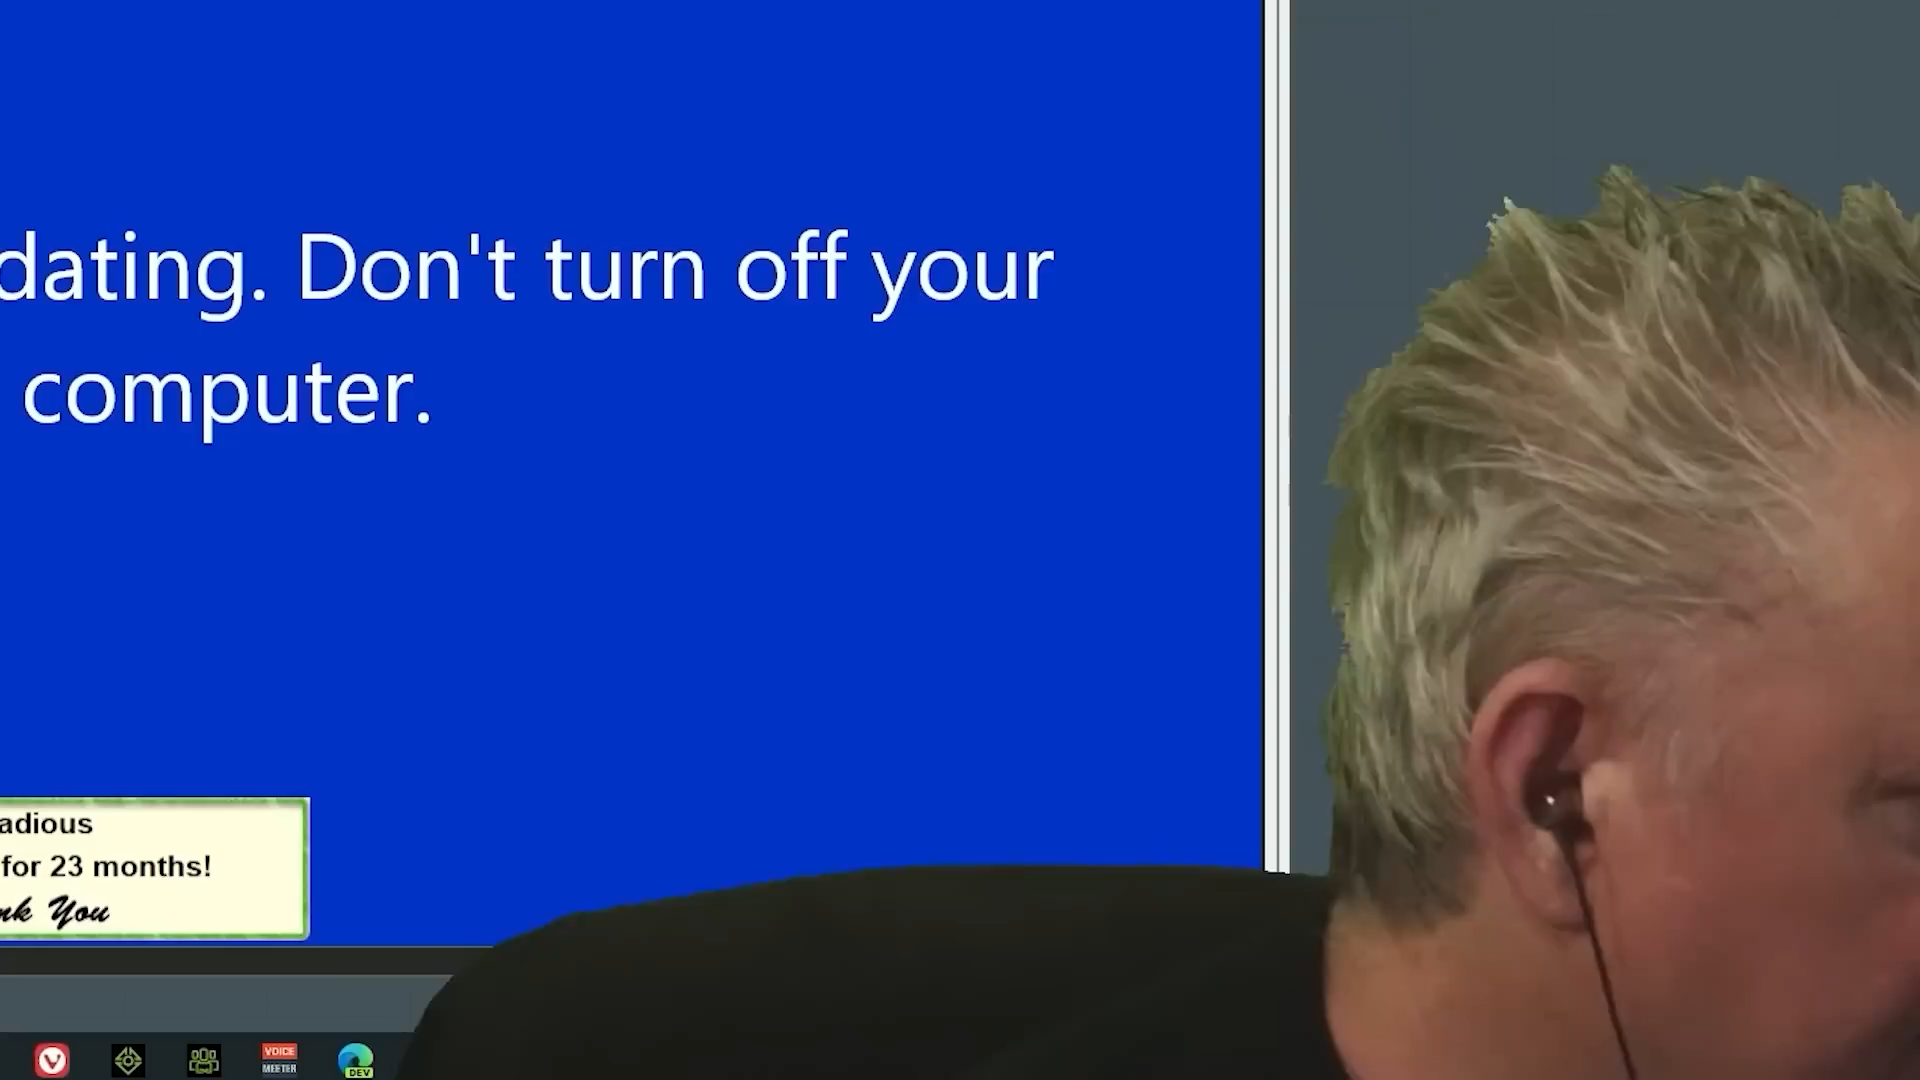 dating. Don't turn off your
computer.
adious
for 23 months!
nk You
VOICE
MEETER
DEV